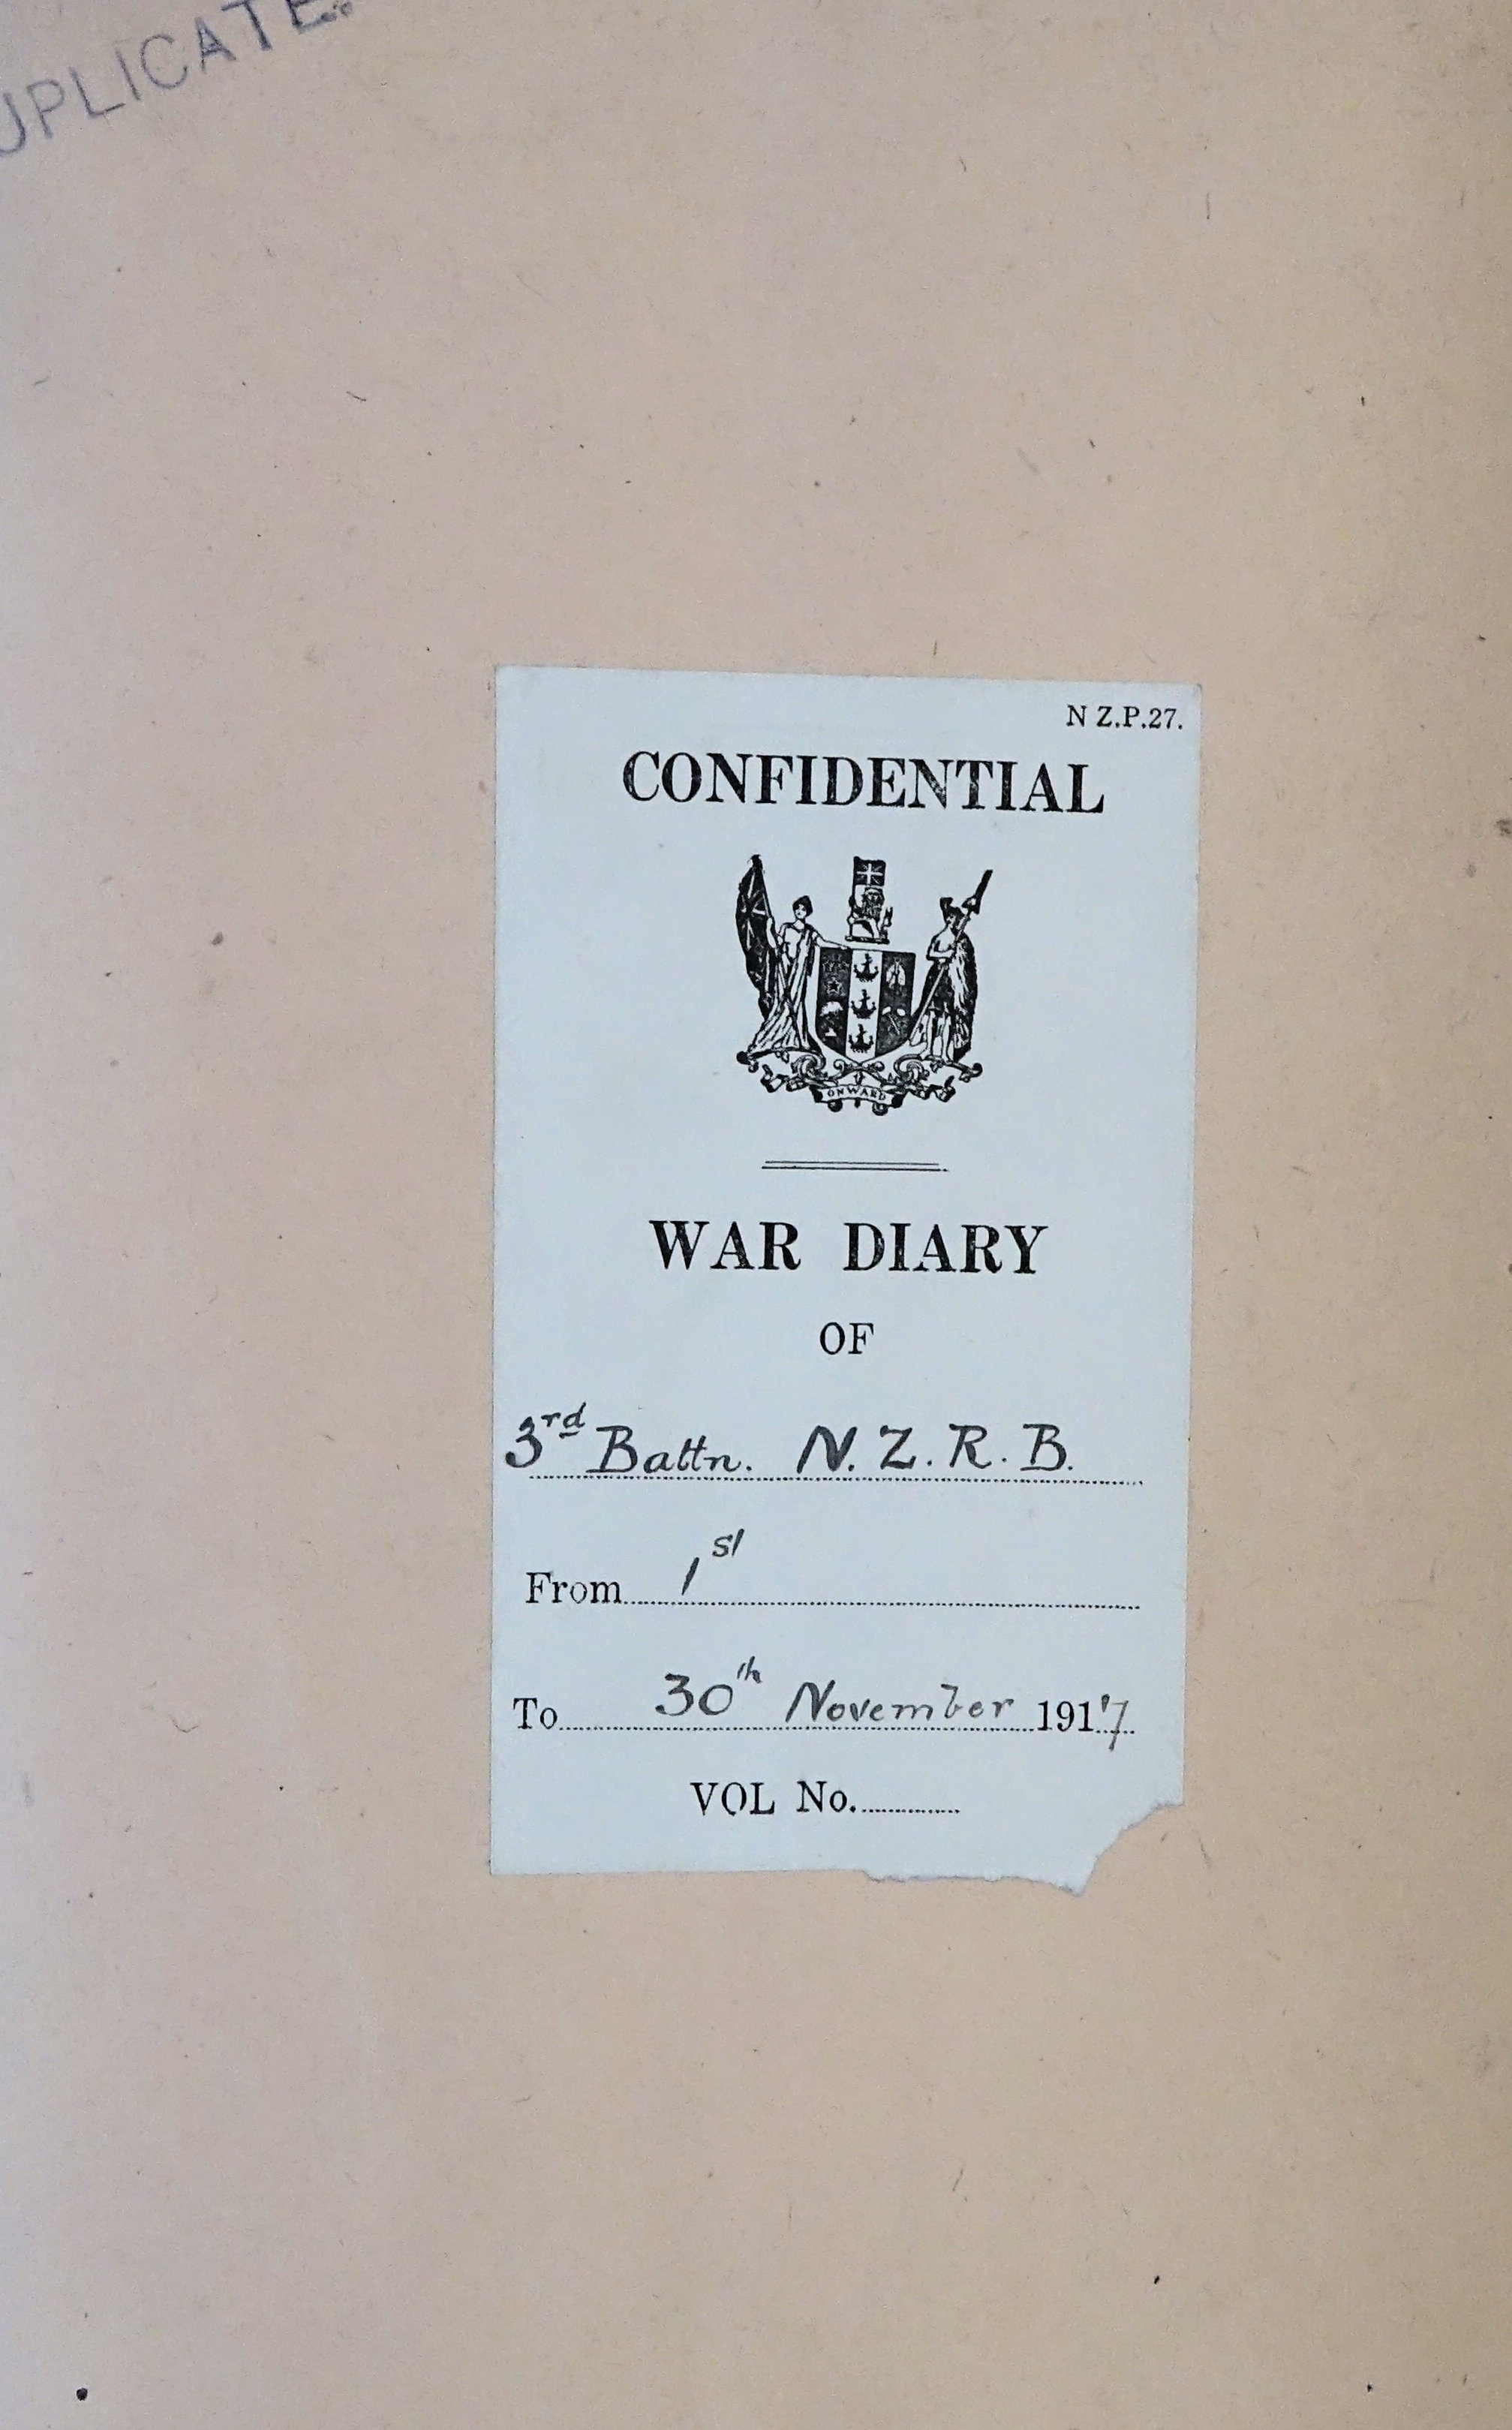 UPLICATE.
N Z.P.27.
CONFIDENTIAL
ONWARD
WAR DIARY
OF
3rd Battn. N. Z. R. B.
From 1st
To 30th November 1917
VOL No.